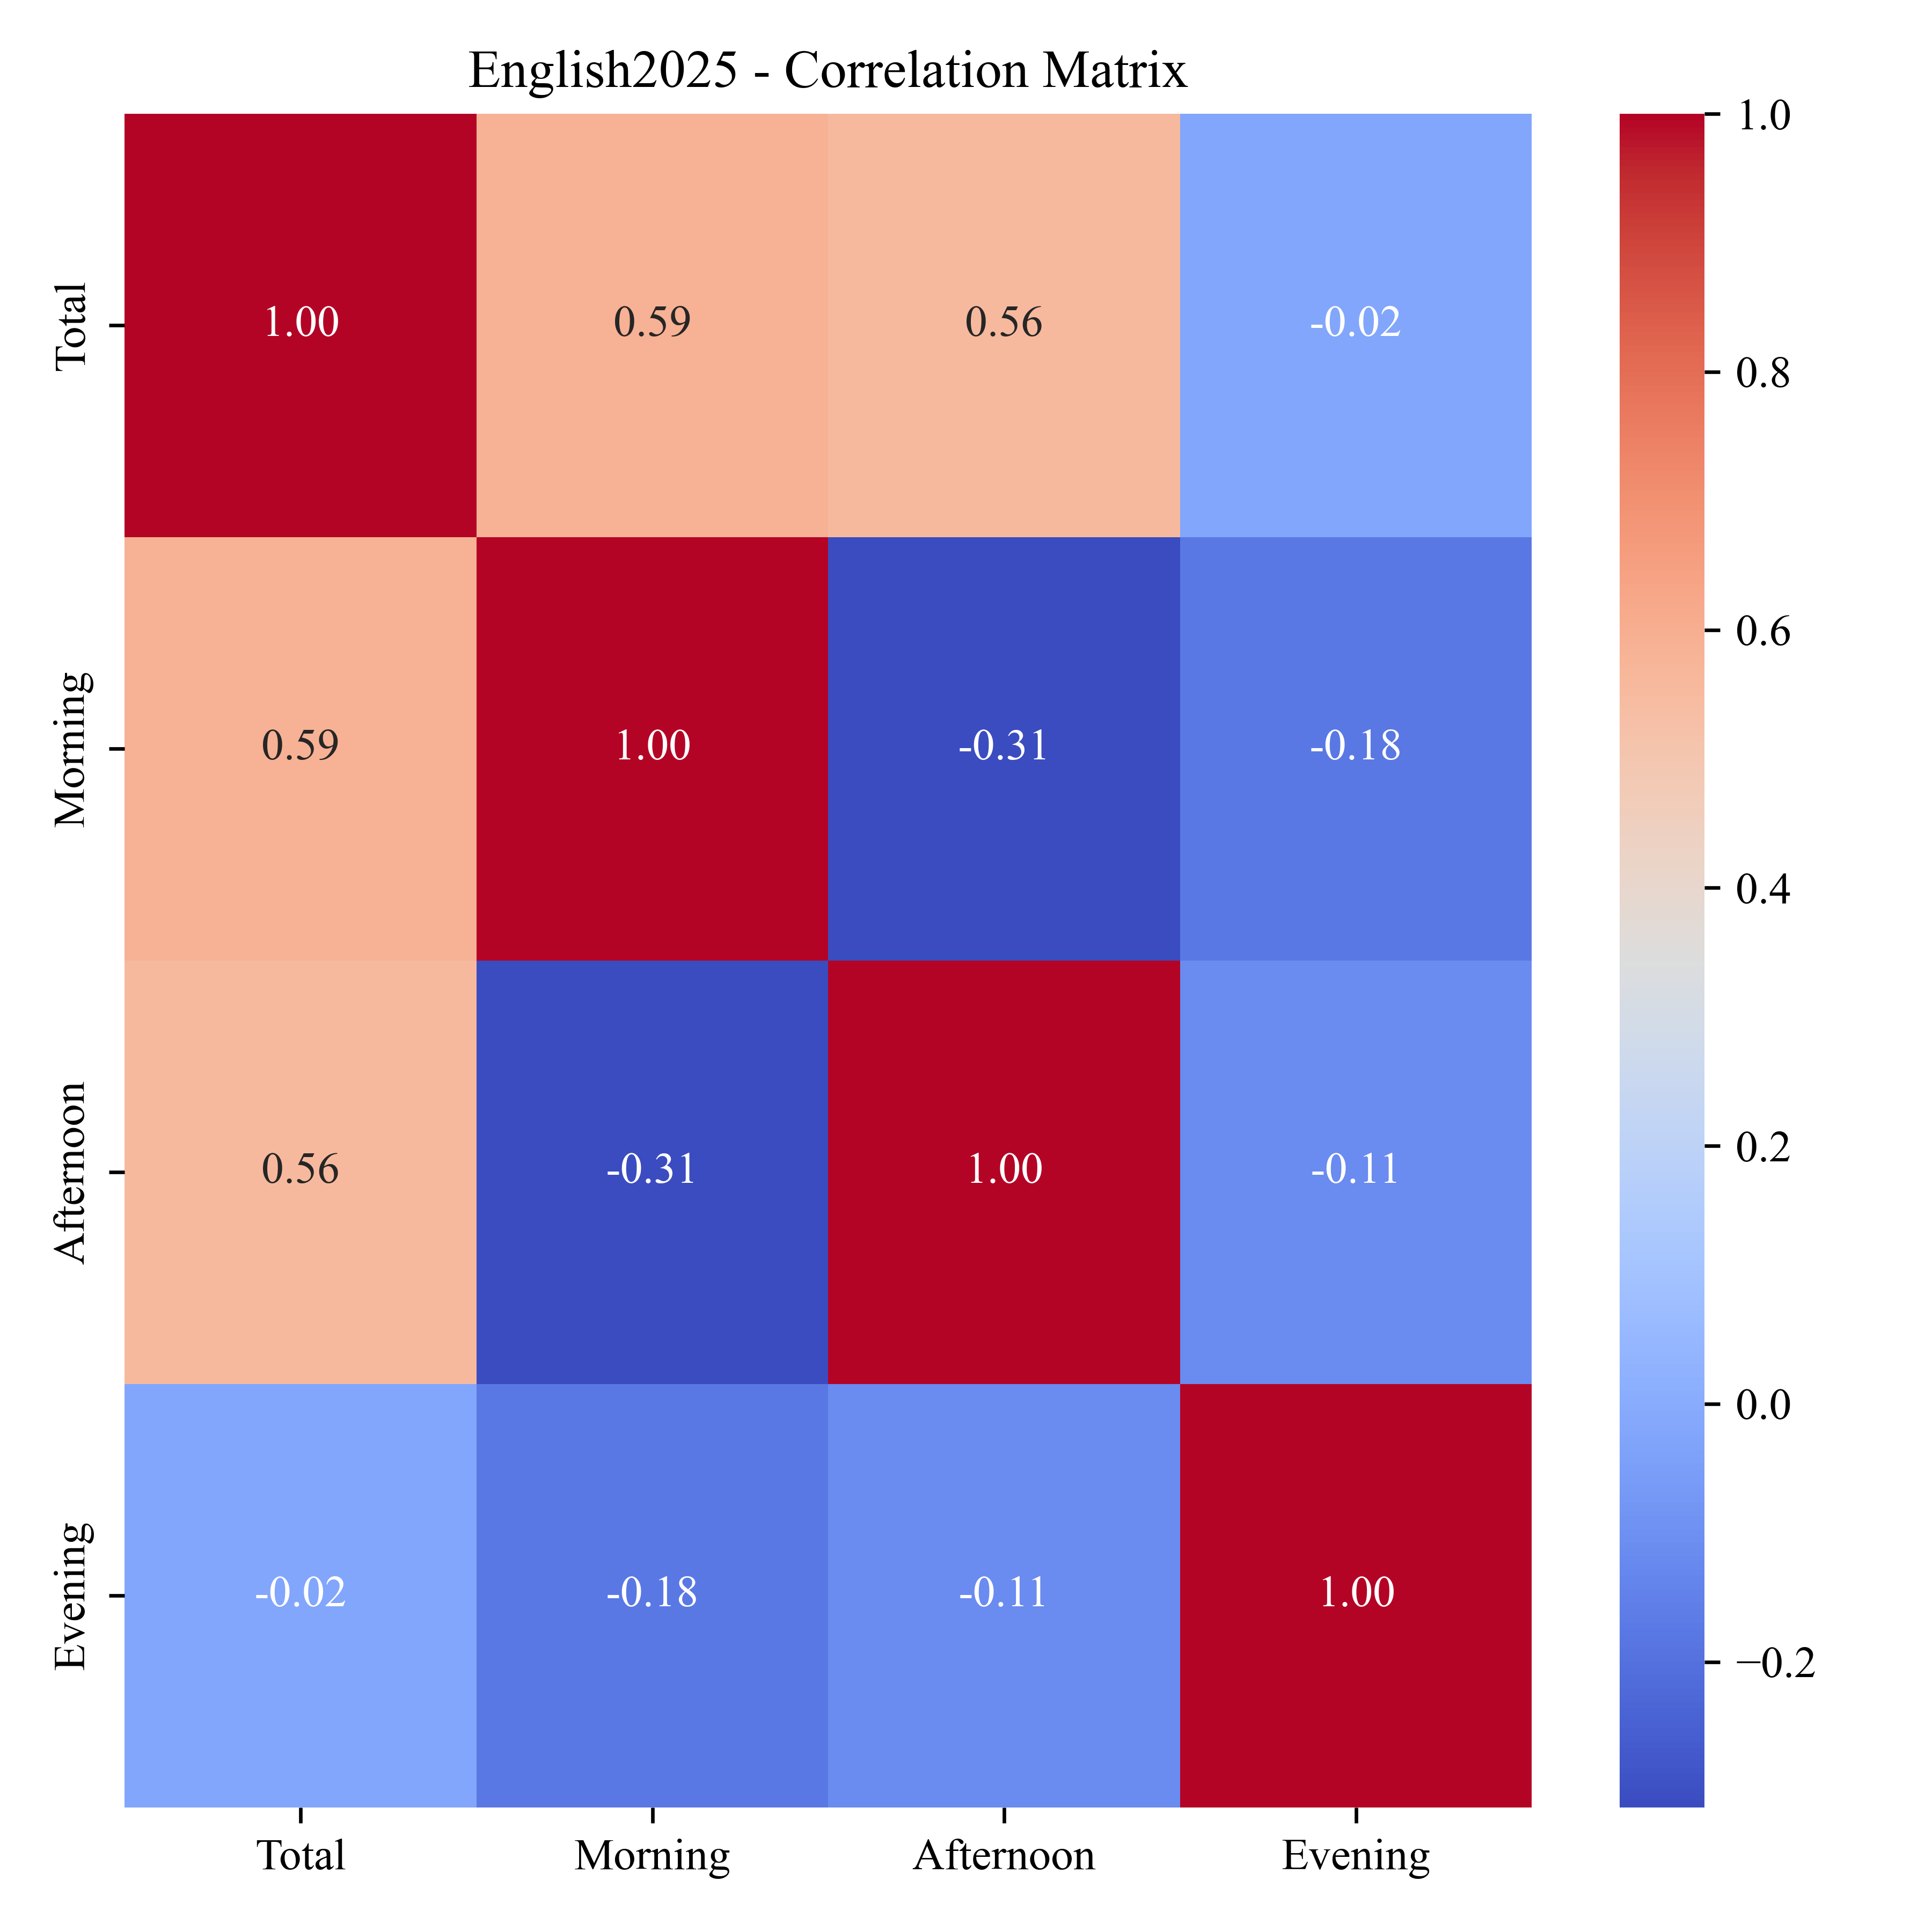 English2025 - Correlation Matrix
Total
1.00 0.59 0.56 -0.02
Morning
0.59 1.00 -0.31 -0.18
Afternoon
0.56 -0.31 1.00 -0.11
Evening
-0.02 -0.18 -0.11 1.00
Total Morning Afternoon Evening
1.0
0.8
0.6
0.4
0.2
0.0
−0.2